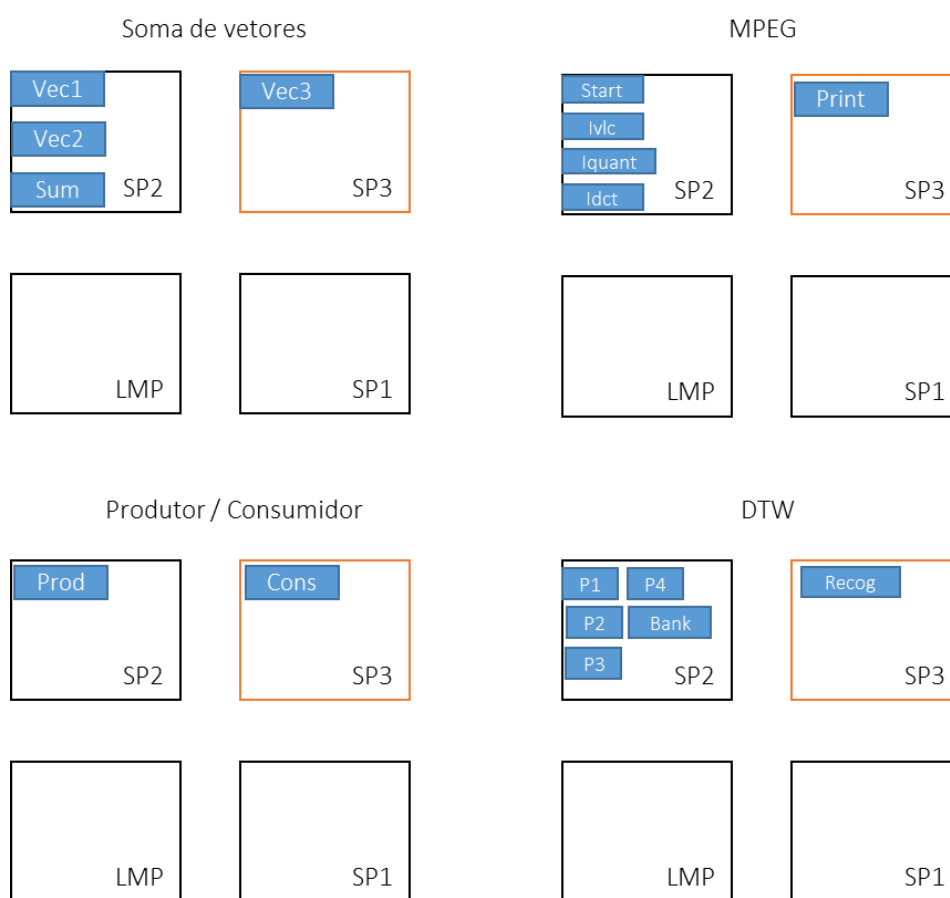 Soma de vetores
Vec1
Vec2
Sum
SP2
Vec3
SP3
LMP
SP1
MPEG
Start
Ivlc
Iquant
Idct
SP2
Print
SP3
LMP
SP1
Produtor / Consumidor
Prod
SP2
Cons
SP3
LMP
SP1
DTW
P1
P4
P2
Bank
P3
SP2
Recog
SP3
LMP
SP1